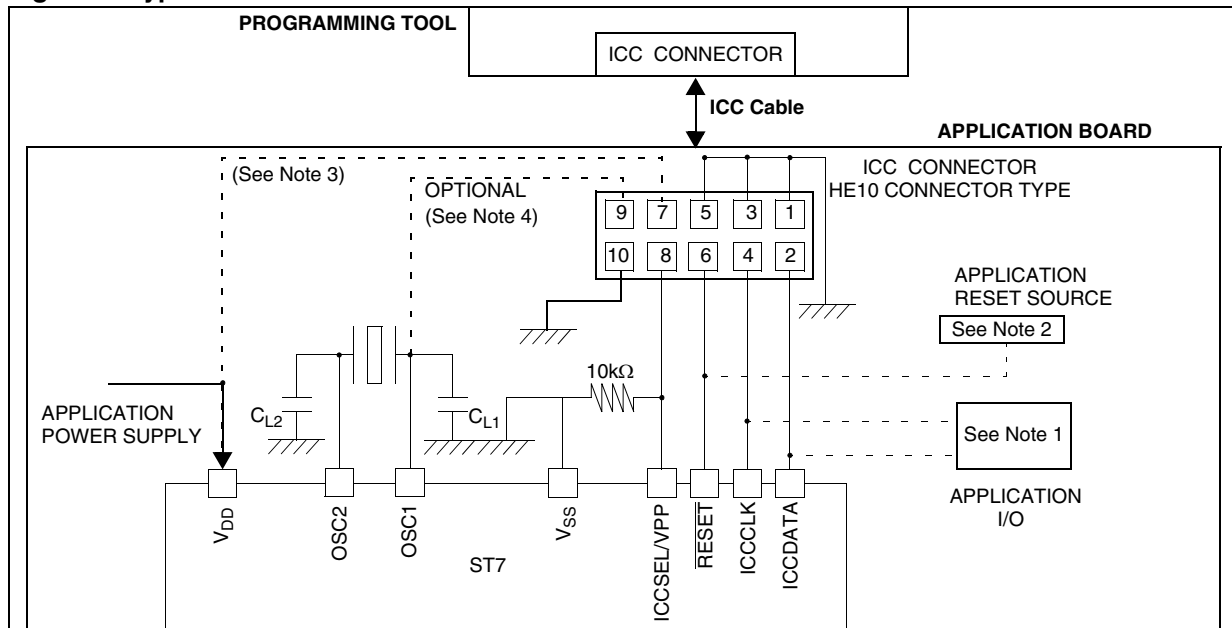 PROGRAMMING TOOL
ICC CONNECTOR
ICC Cable
APPLICATION BOARD
(See Note 3)
OPTIONAL
(See Note 4)
ICC CONNECTOR
HE10 CONNECTOR TYPE
9 7 5 3 1
10 8 6 4 2
APPLICATION
RESET SOURCE
See Note 2
10kΩ
APPLICATION
POWER SUPPLY
CL2
CL1
See Note 1
APPLICATION
I/O
VDD
OSC2
OSC1
VSS
ICCSEL/VPP
RESET
ICCCLK
ICCDATA
ST7